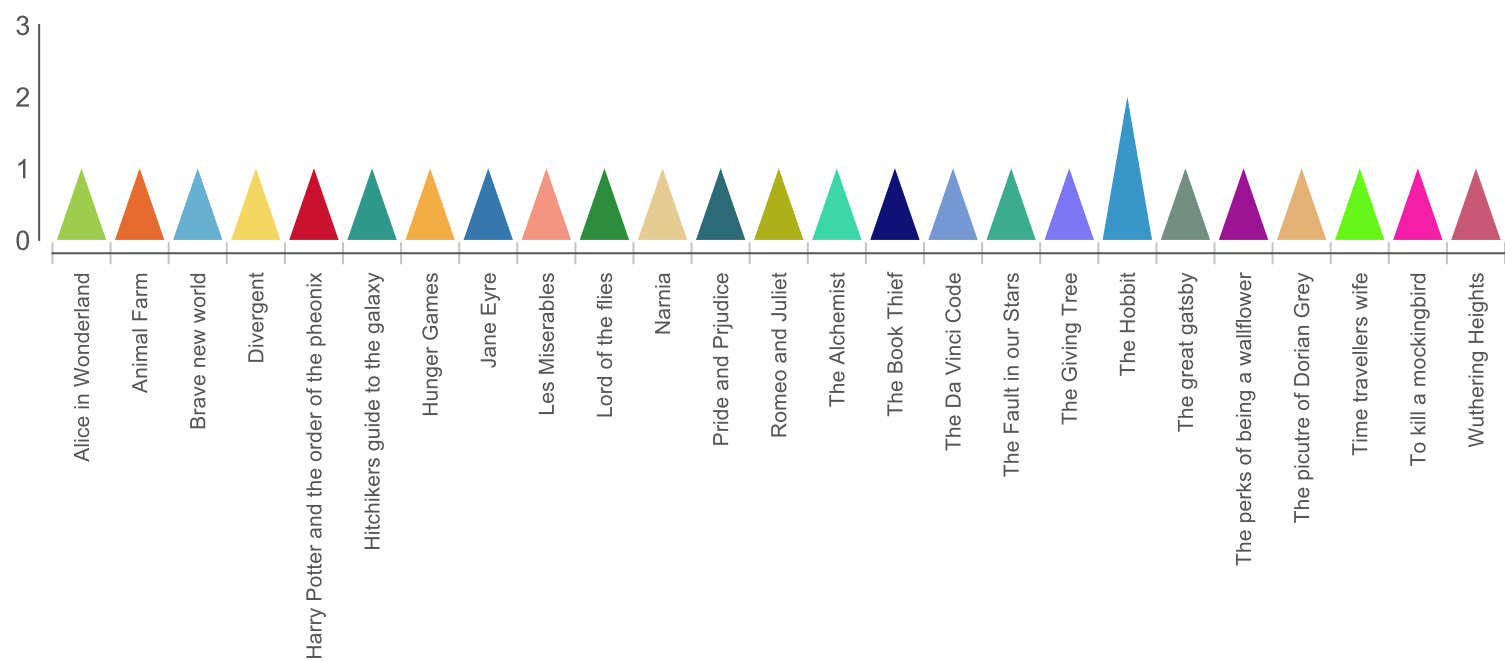 3
2
1
0
Alice in Wonderland
Animal Farm
Brave new world
Divergent
Harry Potter and the order of the pheonix
Hitchikers guide to the galaxy
Hunger Games
Jane Eyre
Les Miserables
Lord of the flies
Narnia
Pride and Prjudice
Romeo and Juliet
The Alchemist
The Book Thief
The Da Vinci Code
The Fault in our Stars
The Giving Tree
The Hobbit
The great gatsby
The perks of being a wallflower
The picutre of Dorian Grey
Time travellers wife
To kill a mockingbird
Wuthering Heights